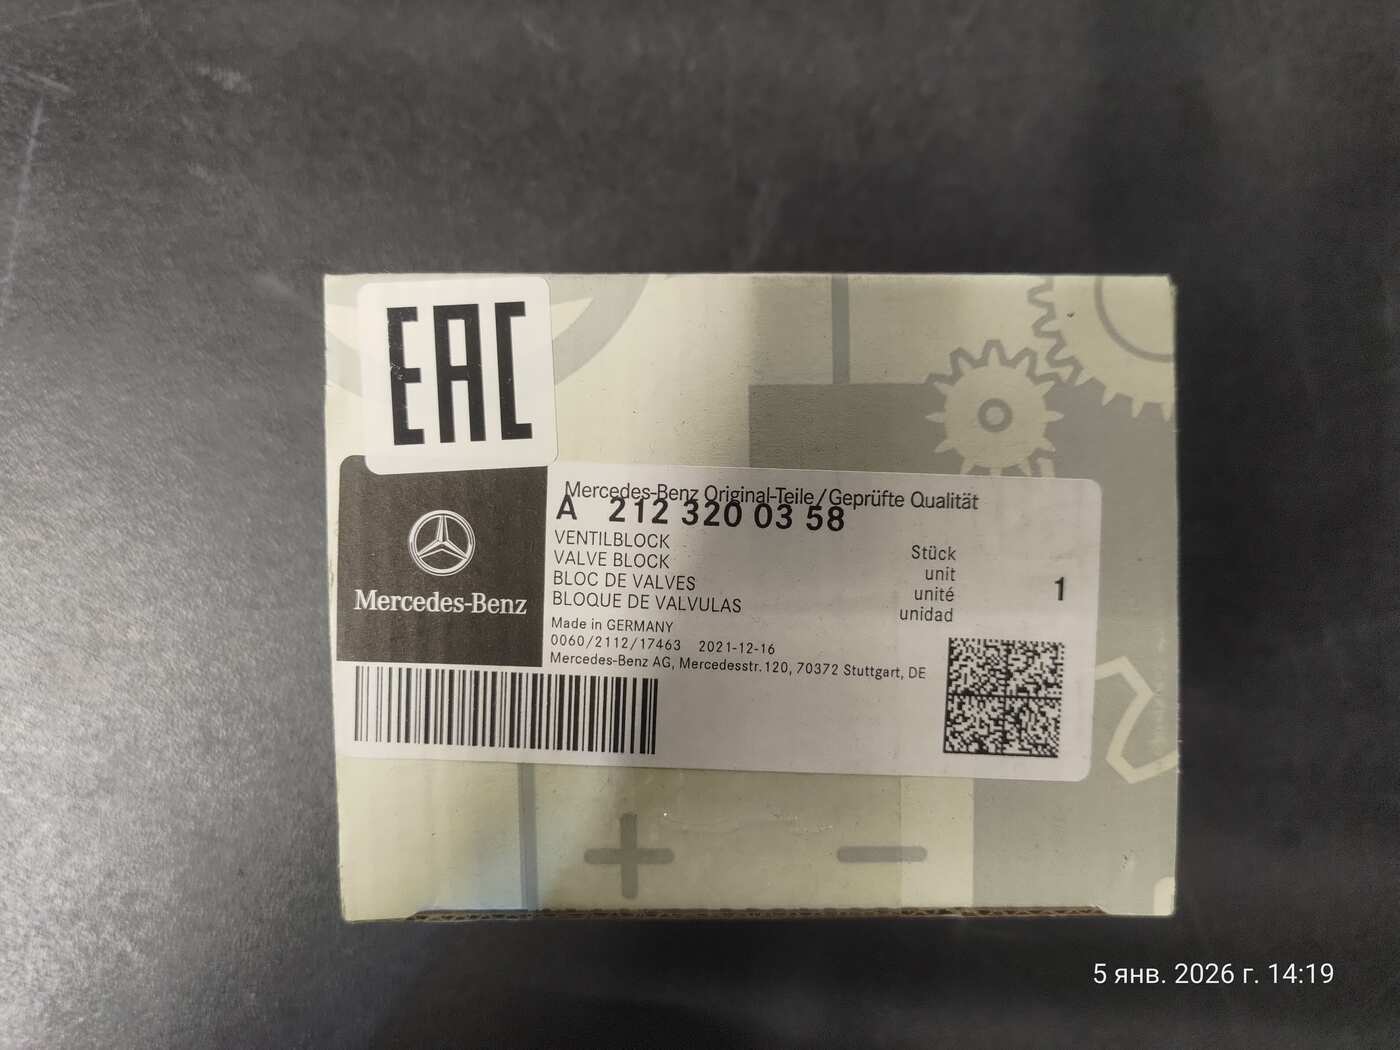 EAC
Mercedes-Benz
Mercedes-Benz Original-Teile/Geprüfte Qualität
A 212 320 03 58
VENTILBLOCK
VALVE BLOCK
BLOC DE VALVES
BLOQUE DE VALVULAS
Stück
unit
unité
unidad
1
Made in GERMANY
0060/2112/17463 2021-12-16
Mercedes-Benz AG, Mercedesstr.120, 70372 Stuttgart, DE
+ −
5 янв. 2026 г. 14:19